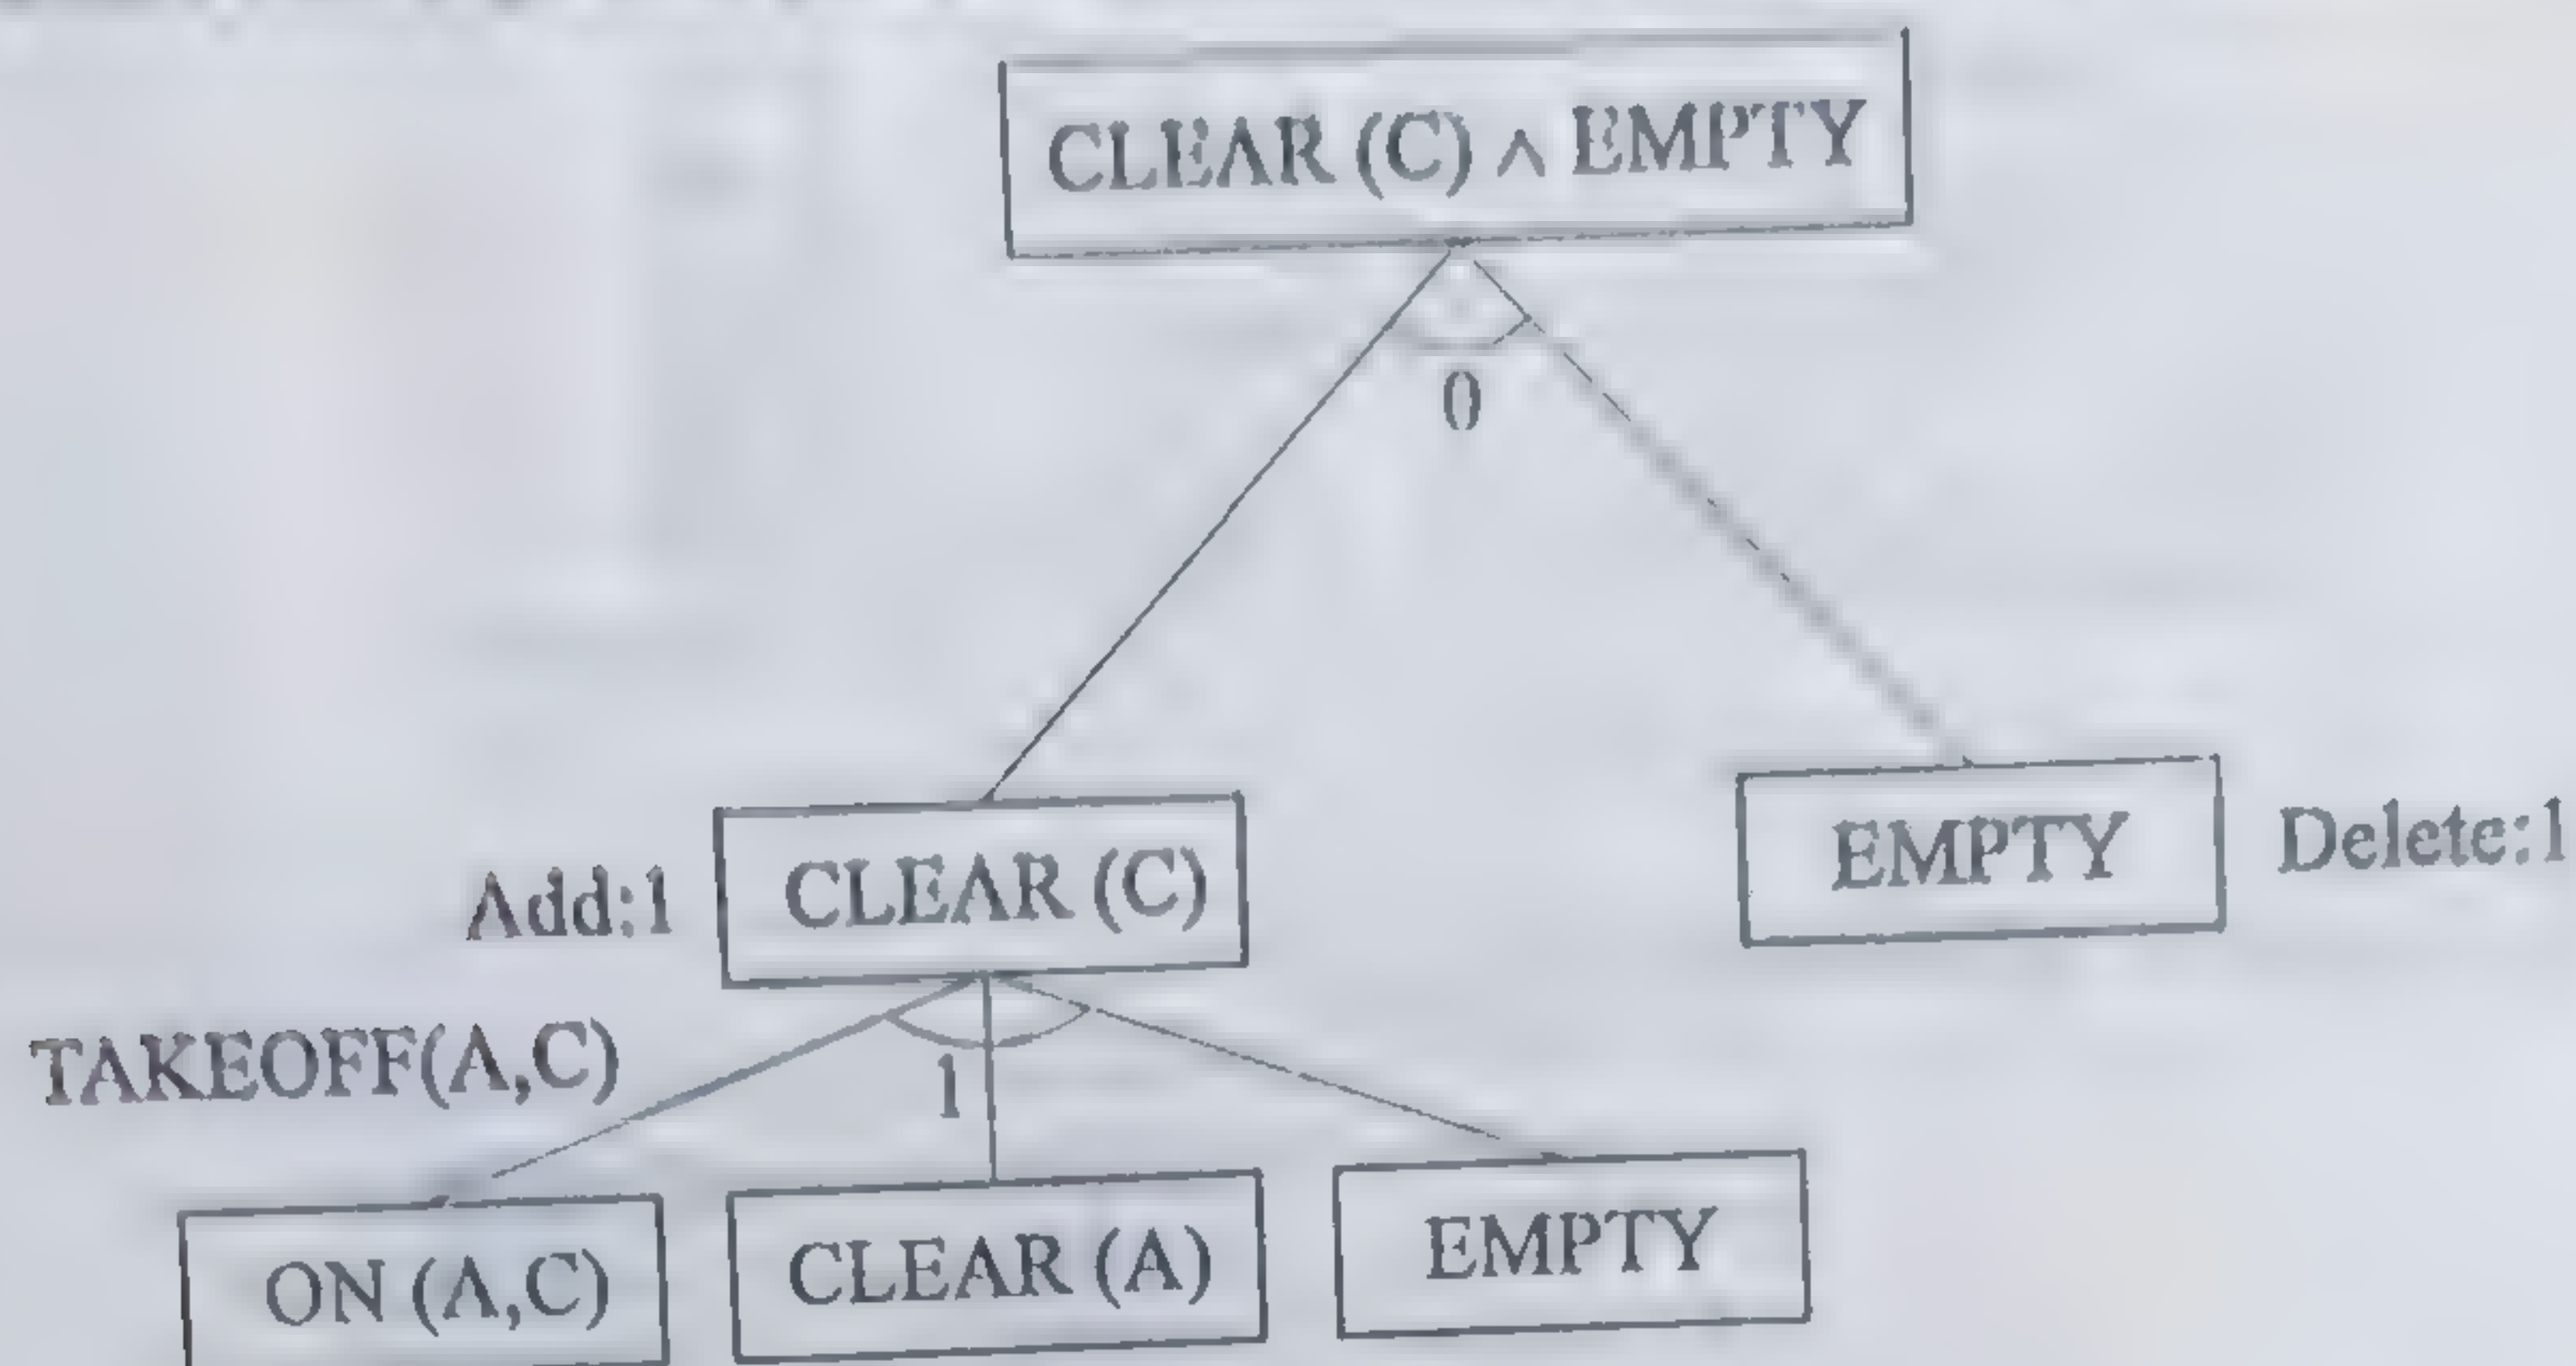 CLEAR (C) ∧ EMPTY
0
Add:1
CLEAR (C)
EMPTY
Delete:1
TAKEOFF(A,C)
1
ON (A,C)
CLEAR (A)
EMPTY